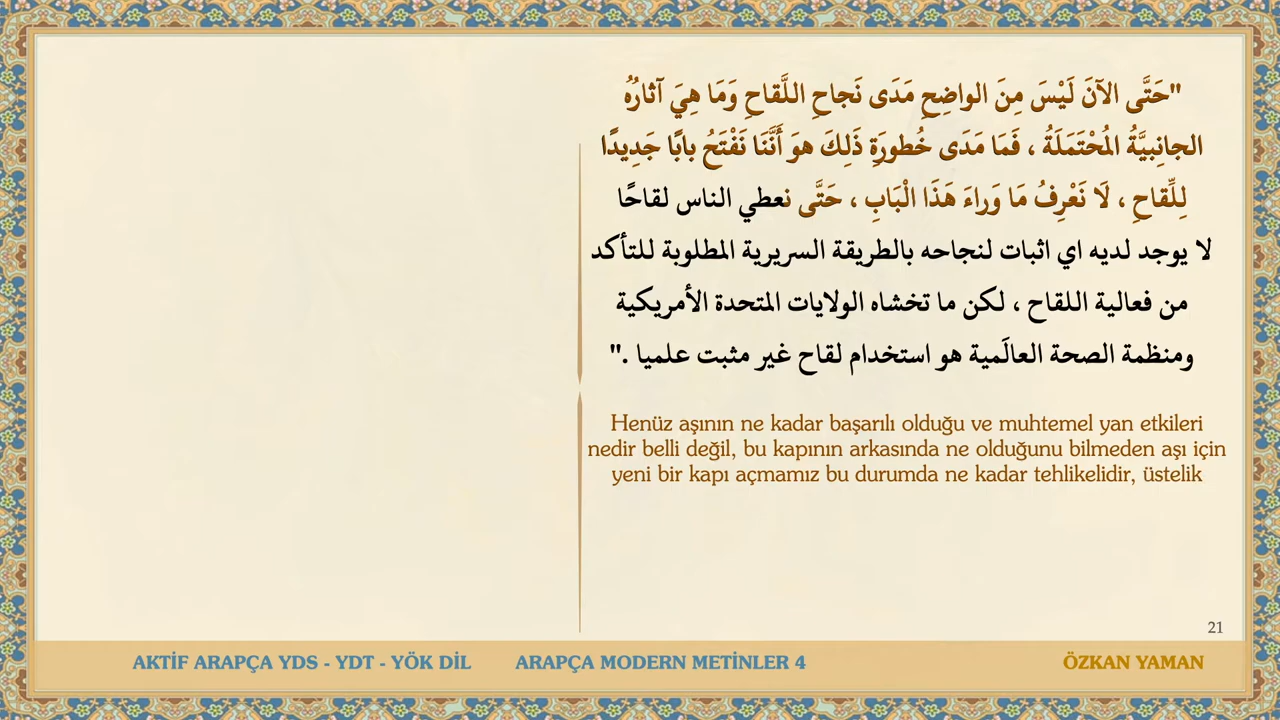 "حَتَّى الآنَ لَيْسَ مِنَ الواضِحِ مَدَى نَجاحِ اللَّقاحِ وَمَا هِيَ آثارُهُ
الجانِبيَّةُ المُحْتَمَلَةُ ، فَمَا مَدَى خُطورَةِ ذَلِكَ هوَ أَنَّنَا نَفْتَحُ بابًا جَدِيدًا
لِلِّقاحِ ، لَا نَعْرِفُ مَا وَراءَ هَذَا الْبَابِ ، حَتَّى نعطي الناس لقاحًا
لا يوجد لديه اي اثبات لنجاحه بالطريقة السريرية المطلوبة للتأكد
من فعالية اللقاح ، لكن ما تخشاه الولايات المتحدة الأمريكية
ومنظمة الصحة العالَمية هو استخدام لقاح غير مثبت علميا ."
Henüz aşının ne kadar başarılı olduğu ve muhtemel yan etkileri
nedir belli değil, bu kapının arkasında ne olduğunu bilmeden aşı için
yeni bir kapı açmamız bu durumda ne kadar tehlikelidir, üstelik
21
AKTİF ARAPÇA YDS - YDT - YÖK DİL ARAPÇA MODERN METİNLER 4 ÖZKAN YAMAN